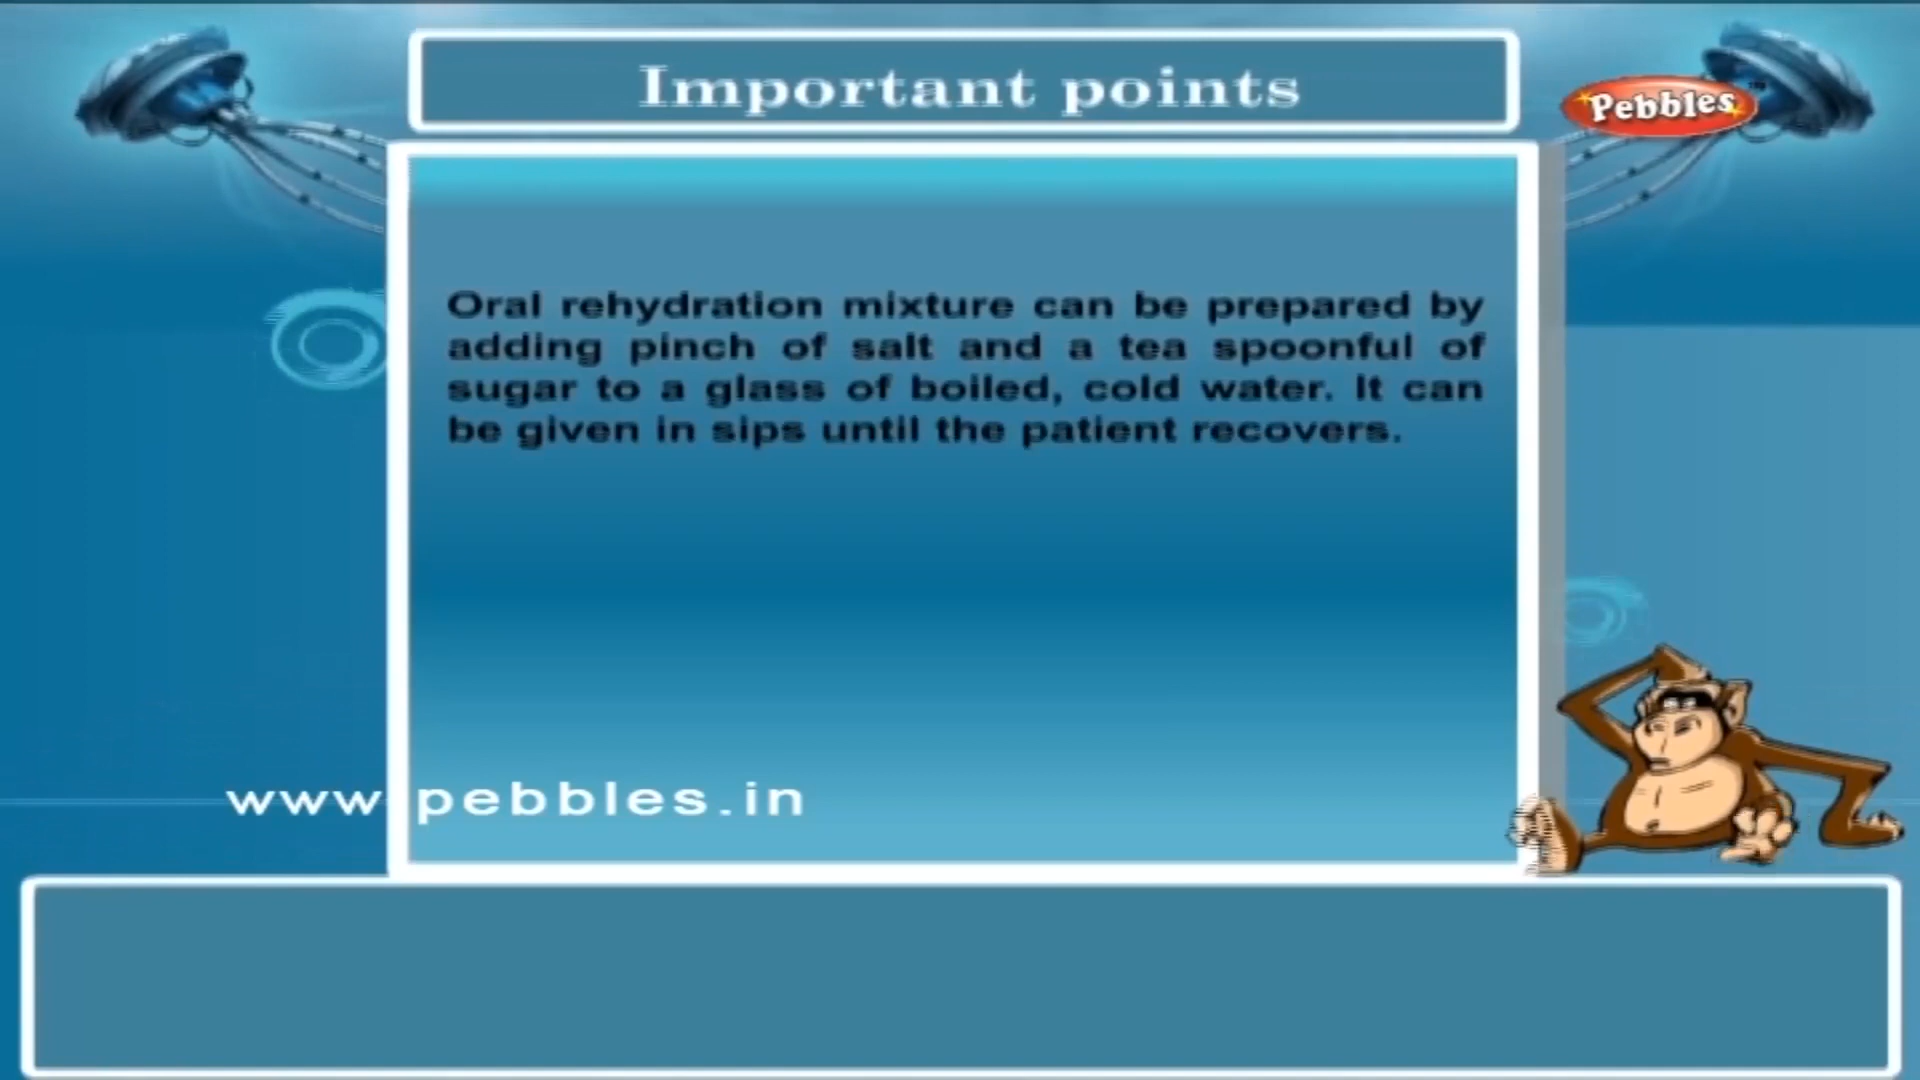 Important points
Pebbles™
Oral rehydration mixture can be prepared by
adding pinch of salt and a tea spoonful of
sugar to a glass of boiled, cold water. It can
be given in sips until the patient recovers.
www.pebbles.in